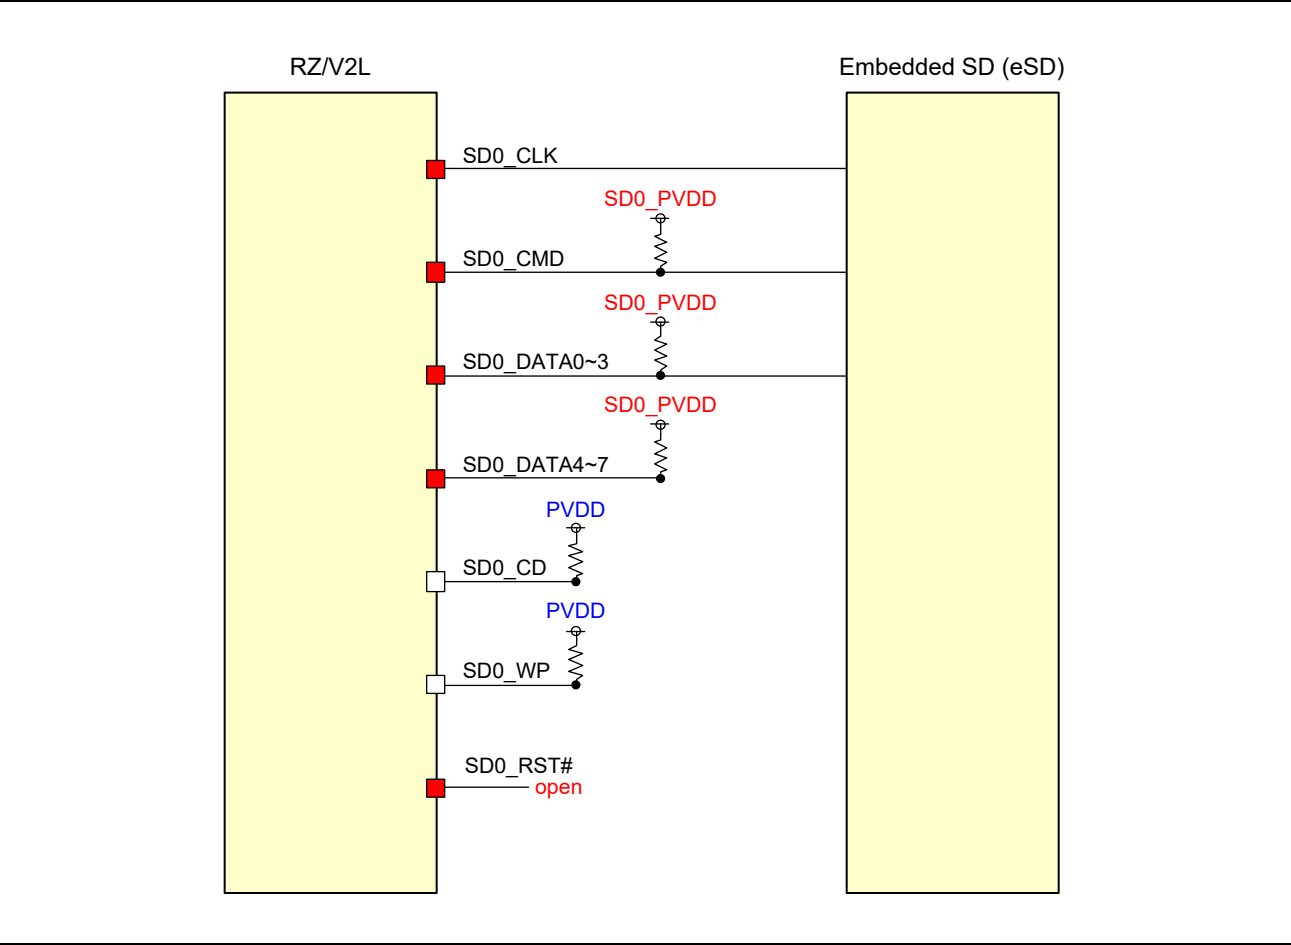 RZ/V2L
Embedded SD (eSD)
SD0_CLK
SD0_PVDD
SD0_CMD
SD0_PVDD
SD0_DATA0~3
SD0_PVDD
SD0_DATA4~7
PVDD
SD0_CD
PVDD
SD0_WP
SD0_RST#
open